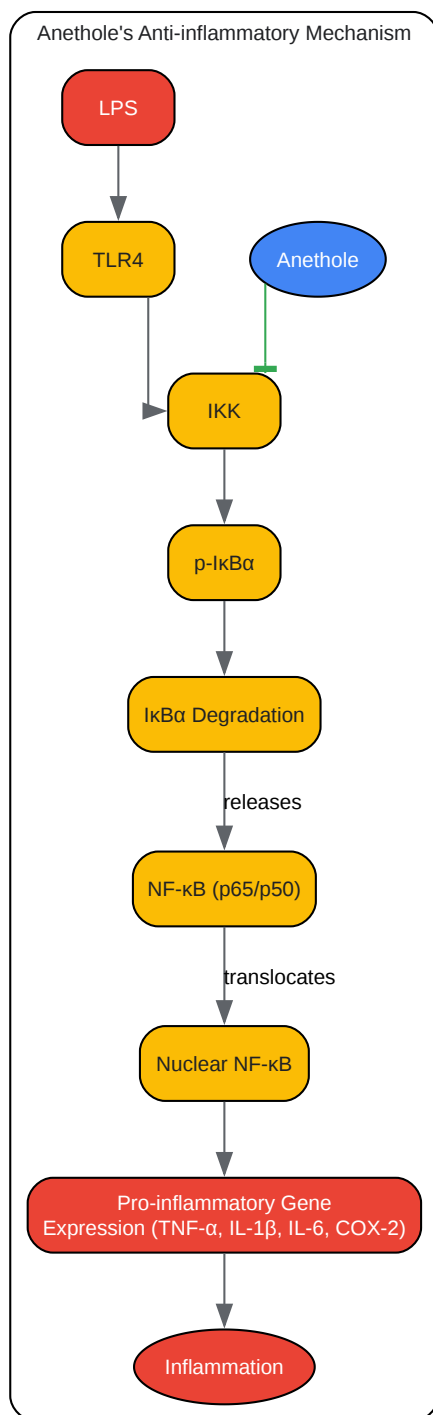 Anethole's Anti-inflammatory Mechanism
LPS
TLR4
Anethole
IKK
p-IκBα
IκBα Degradation
releases
NF-κB (p65/p50)
translocates
Nuclear NF-κB
Pro-inflammatory Gene
Expression (TNF-α, IL-1β, IL-6, COX-2)
Inflammation